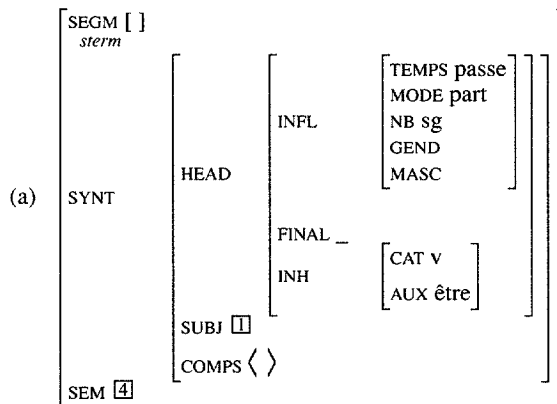 SEGM [ ]
sterm
TEMPS passe
MODE part
INFL
NB sg
GEND
HEAD
MASC
(a) SYNT
FINAL _
CAT v
INH
AUX être
SUBJ 1
COMPS ⟨ ⟩
SEM 4